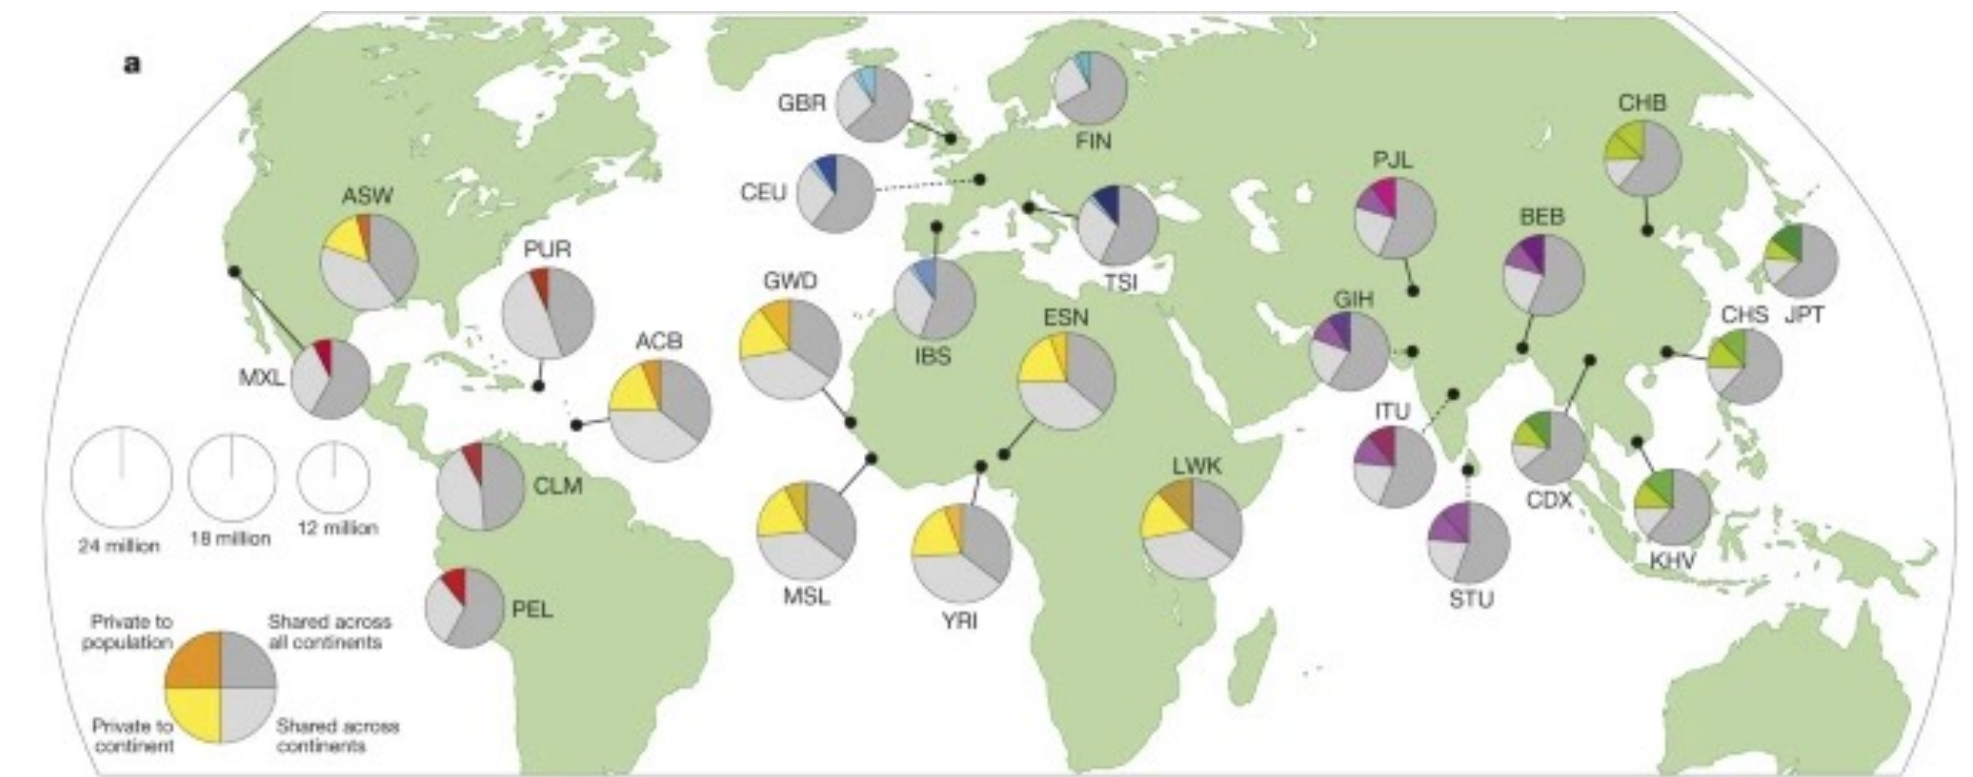 a
GBR
FIN
CHB
CEU
PJL
ASW
BEB
PUR
GWD
TSI
GIH
ESN
CHS
JPT
ACB
IBS
MXL
ITU
LWK
CLM
CDX
24 million
18 million
12 million
KHV
MSL
STU
YRI
PEL
Private to
population
Shared across
all continents
Private to
continent
Shared across
continents